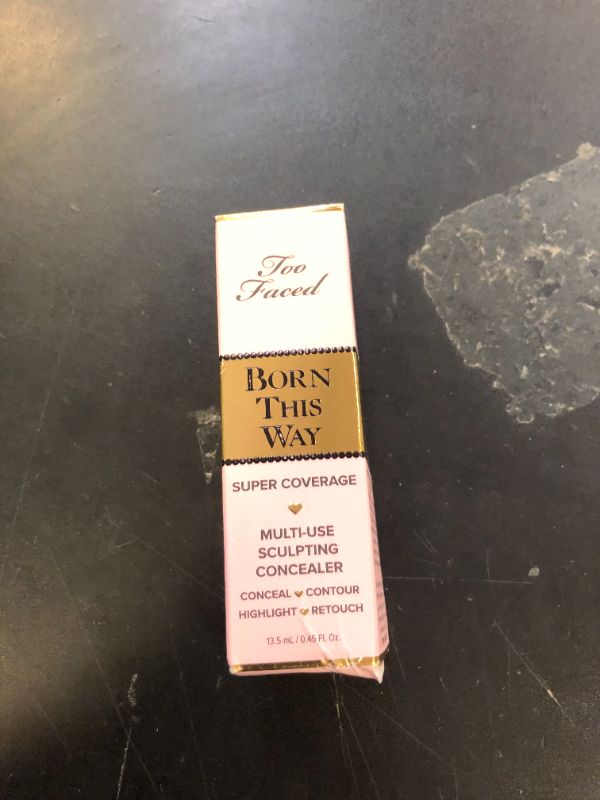 Too
Faced
BORN
THIS
WAY
SUPER COVERAGE
MULTI-USE
SCULPTING
CONCEALER
CONCEAL CONTOUR
HIGHLIGHT RETOUCH
13.5 mL / 0.45 Fl. Oz.